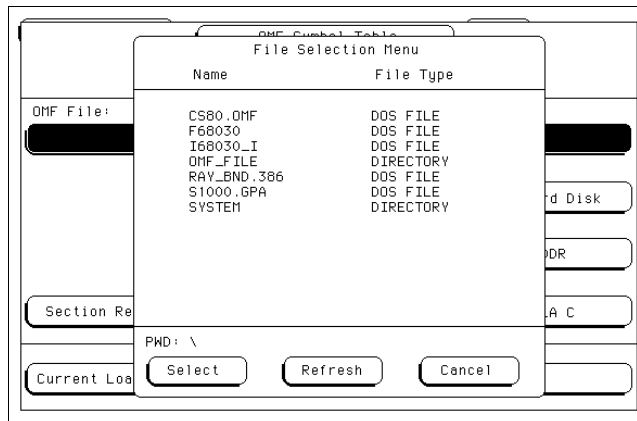 OMF Symbol Table
File Selection Menu
Name File Type
OMF File:
CS80.OMF DOS FILE
F68030 DOS FILE
I68030_I DOS FILE
OMF_FILE DIRECTORY
RAY_BND.386 DOS FILE
S1000.GPA DOS FILE
SYSTEM DIRECTORY
rd Disk
DDR
Section Re
A C
PWD: \
Select Refresh Cancel
Current Loa